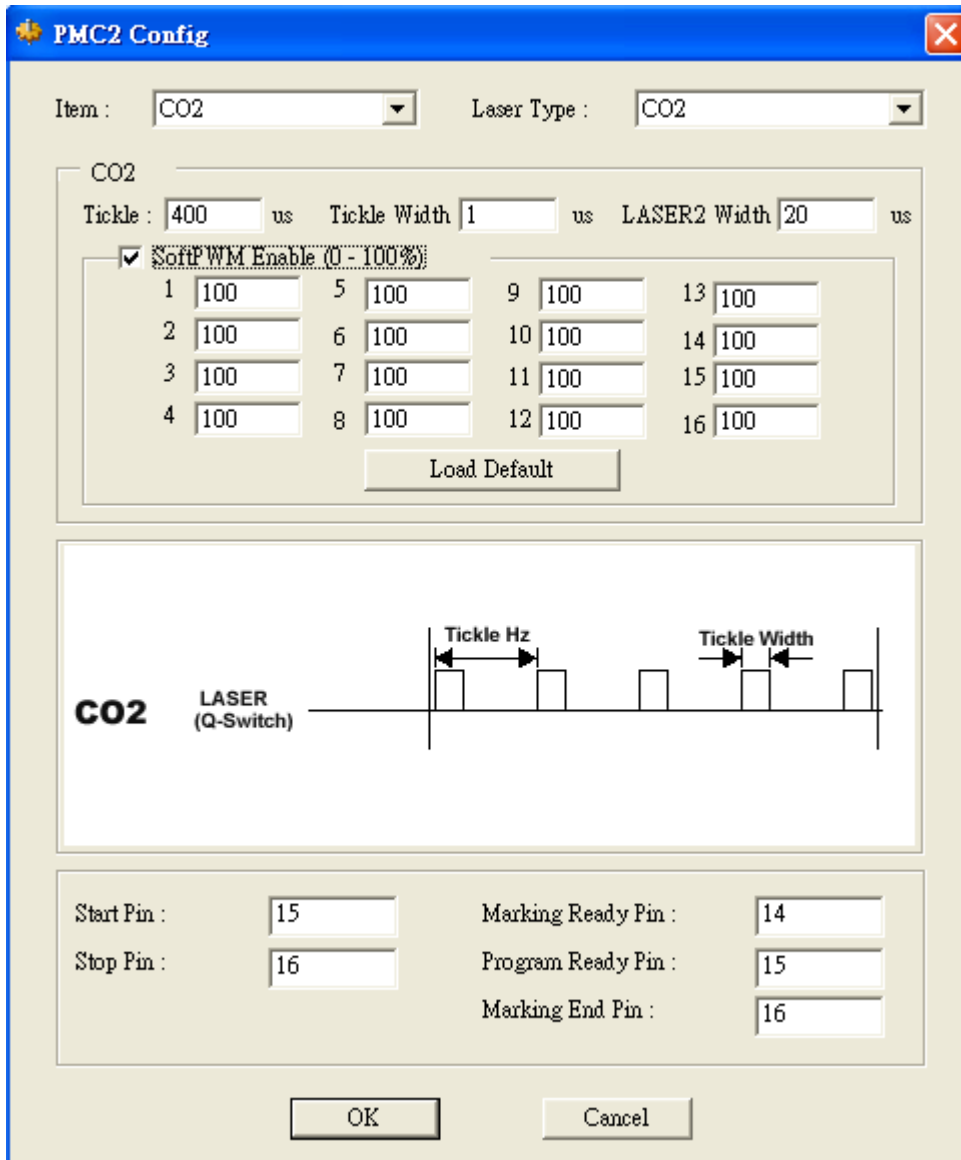 PMC2 Config
Item : CO2 Laser Type : CO2
CO2
Tickle : 400 us Tickle Width 1 us LASER2 Width 20 us
SoftPWM Enable (0 - 100%)
1 100 5 100 9 100 13 100
2 100 6 100 10 100 14 100
3 100 7 100 11 100 15 100
4 100 8 100 12 100 16 100
Load Default
Tickle Hz Tickle Width
CO2 LASER
(Q-Switch)
Start Pin : 15 Marking Ready Pin : 14
Stop Pin : 16 Program Ready Pin : 15
Marking End Pin : 16
OK Cancel